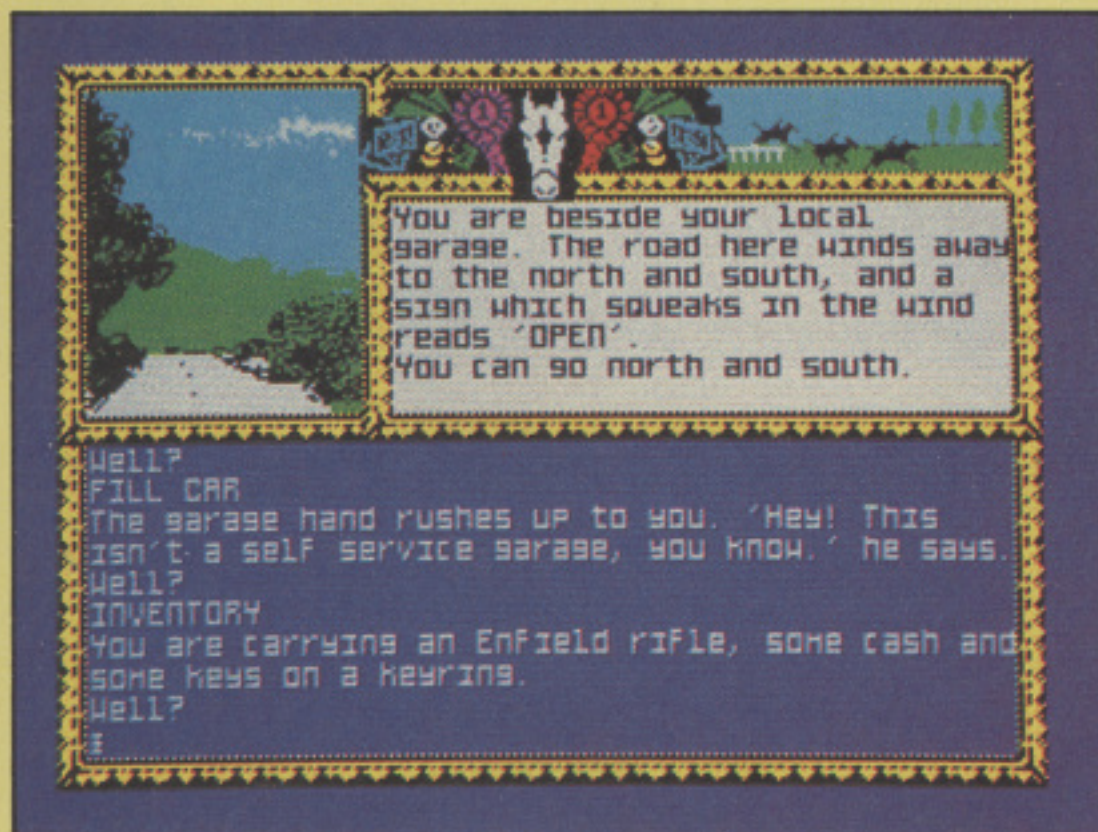 You are beside your local
garage. The road here winds away
to the north and south, and a
sign which squeaks in the wind
reads 'OPEN'.
You can go north and south.
Well?
FILL CAR
The garage hand rushes up to you. 'Hey! This
isn't a self service garage, you know.' he says.
Well?
INVENTORY
You are carrying an Enfield rifle, some cash and
some keys on a keyring.
Well?